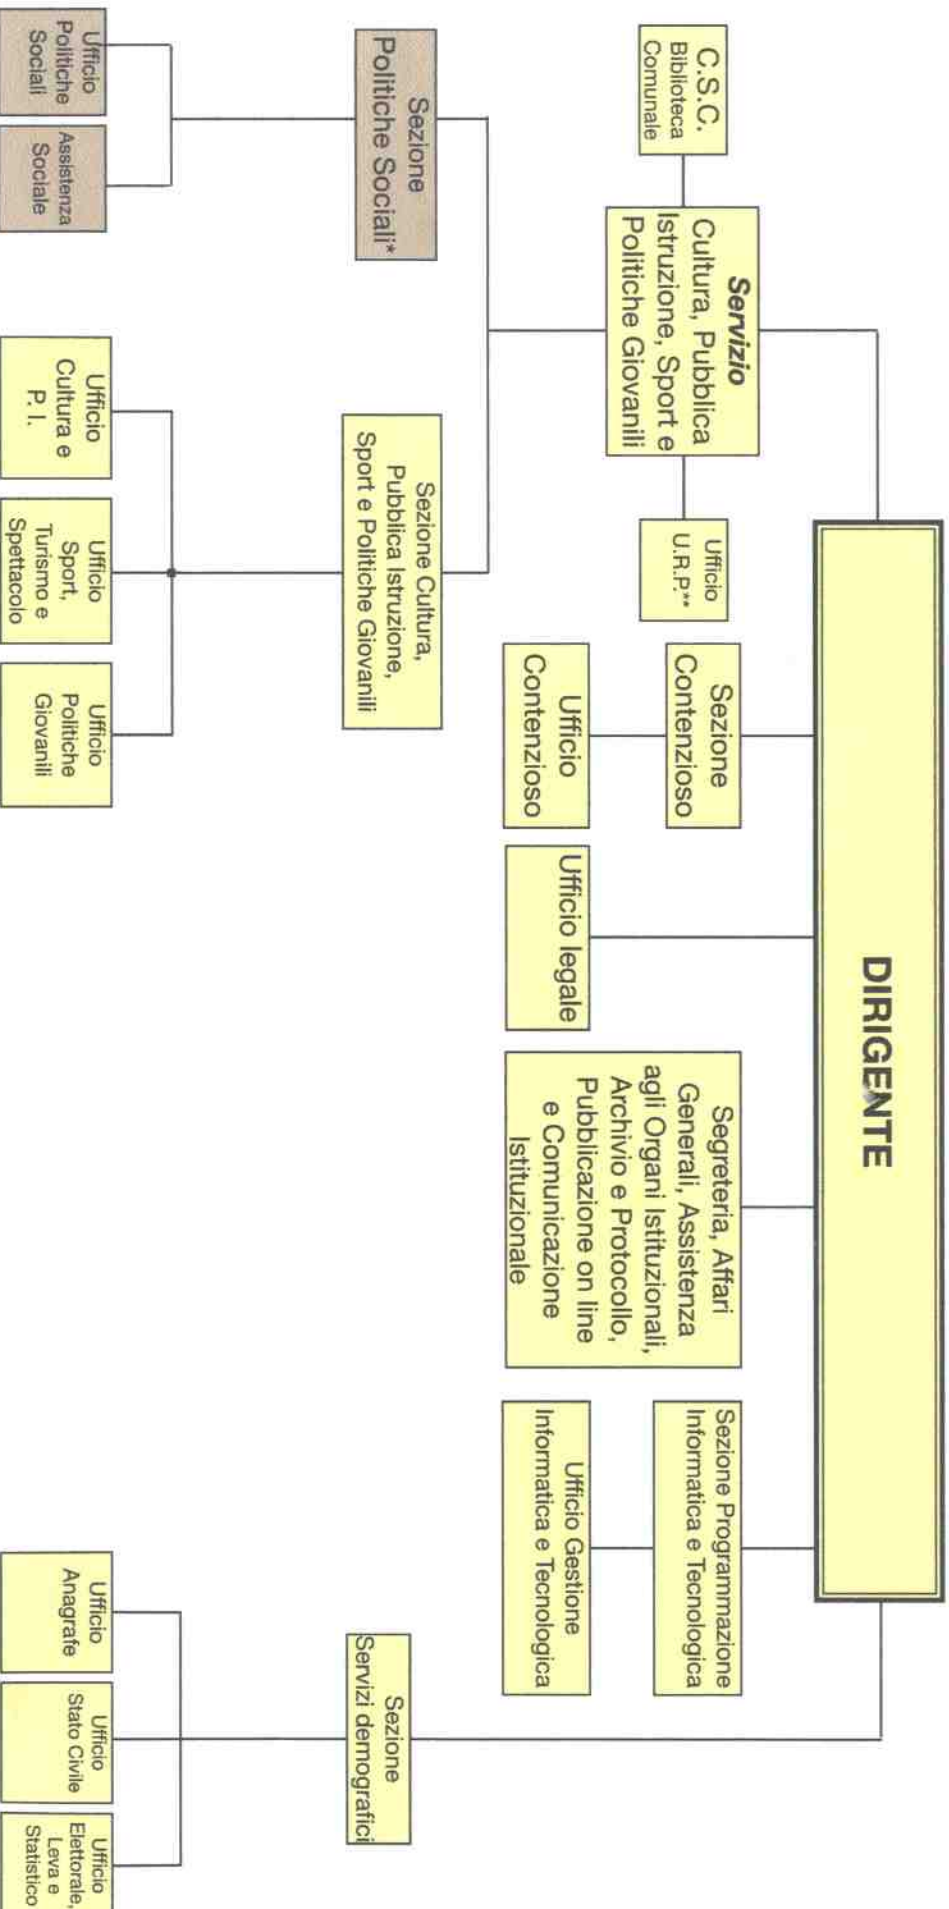 DIRIGENTE
C.S.C.
Biblioteca
Comunale
Servizio
Cultura, Pubblica
Istruzione, Sport e
Politiche Giovanili
Ufficio
U.R.P.**
Sezione
Contenzioso
Ufficio
Contenzioso
Ufficio legale
Segreteria, Affari
Generali, Assistenza
agli Organi Istituzionali,
Archivio e Protocollo,
Pubblicazione on line
e Comunicazione
Istituzionale
Sezione Programmazione
Informatica e Tecnologica
Ufficio Gestione
Informatica e Tecnologica
Sezione
Politiche Sociali*
Sezione Cultura,
Pubblica Istruzione,
Sport e Politiche Giovanili
Sezione
Servizi demografici
Ufficio
Politiche
Sociali
Assistenza
Sociale
Ufficio
Cultura e
P. I.
Ufficio
Sport,
Turismo e
Spettacolo
Ufficio
Politiche
Giovanili
Ufficio
Anagrafe
Ufficio
Stato Civile
Ufficio
Elettorale,
Leva e
Statistico